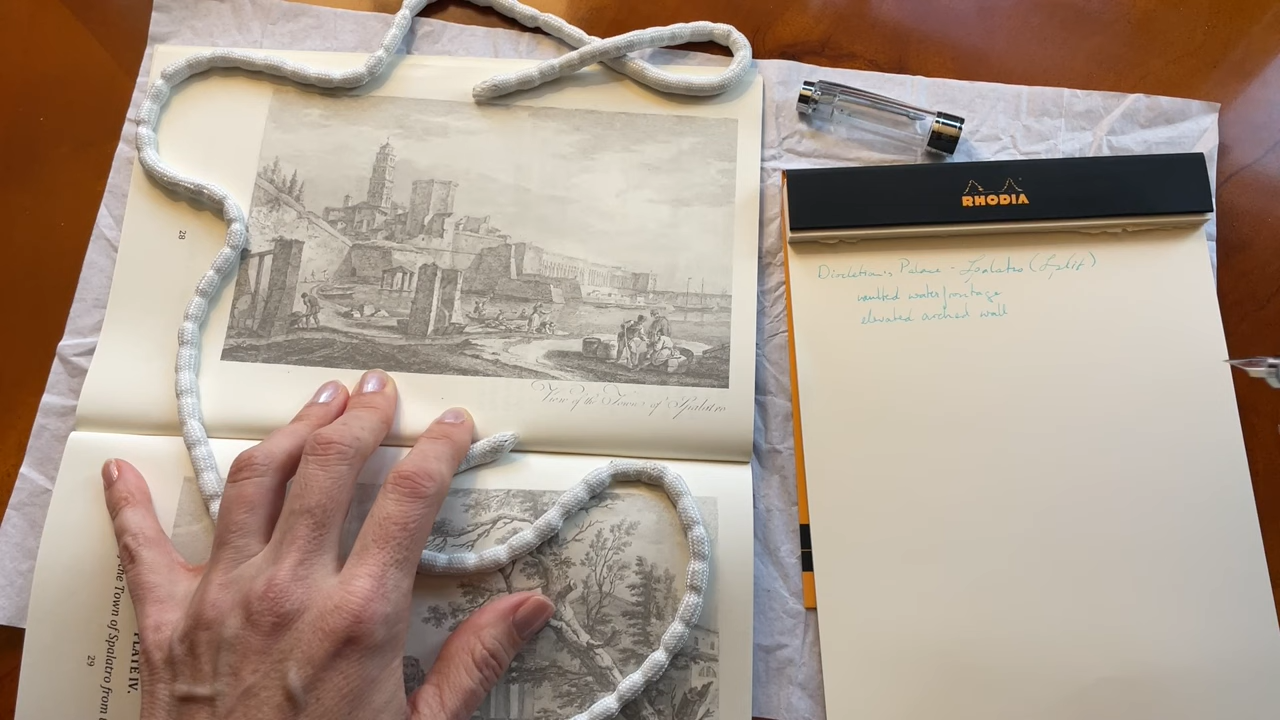 28
View of the Town of Spalatro
PLATE IV.
the Town of Spalatro from
29
RHODIA
Diocletian's Palace - Spalatro (Split)
vaulted waterfrontage
elevated arched wall